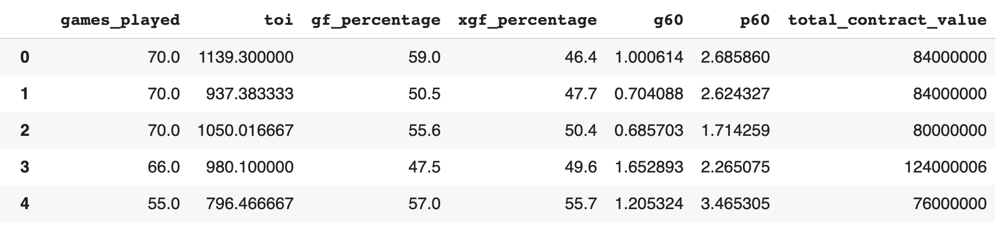 games_played toi gf_percentage xgf_percentage g60 p60 total_contract_value
0 70.0 1139.300000 59.0 46.4 1.000614 2.685860 84000000
1 70.0 937.383333 50.5 47.7 0.704088 2.624327 84000000
2 70.0 1050.016667 55.6 50.4 0.685703 1.714259 80000000
3 66.0 980.100000 47.5 49.6 1.652893 2.265075 124000006
4 55.0 796.466667 57.0 55.7 1.205324 3.465305 76000000